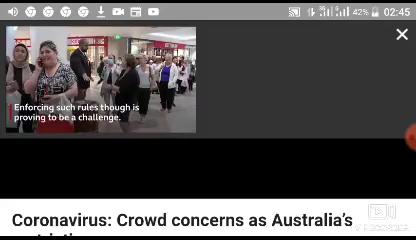 42% 02:45
Enforcing such rules though is
proving to be a challenge.
Coronavirus: Crowd concerns as Australia's